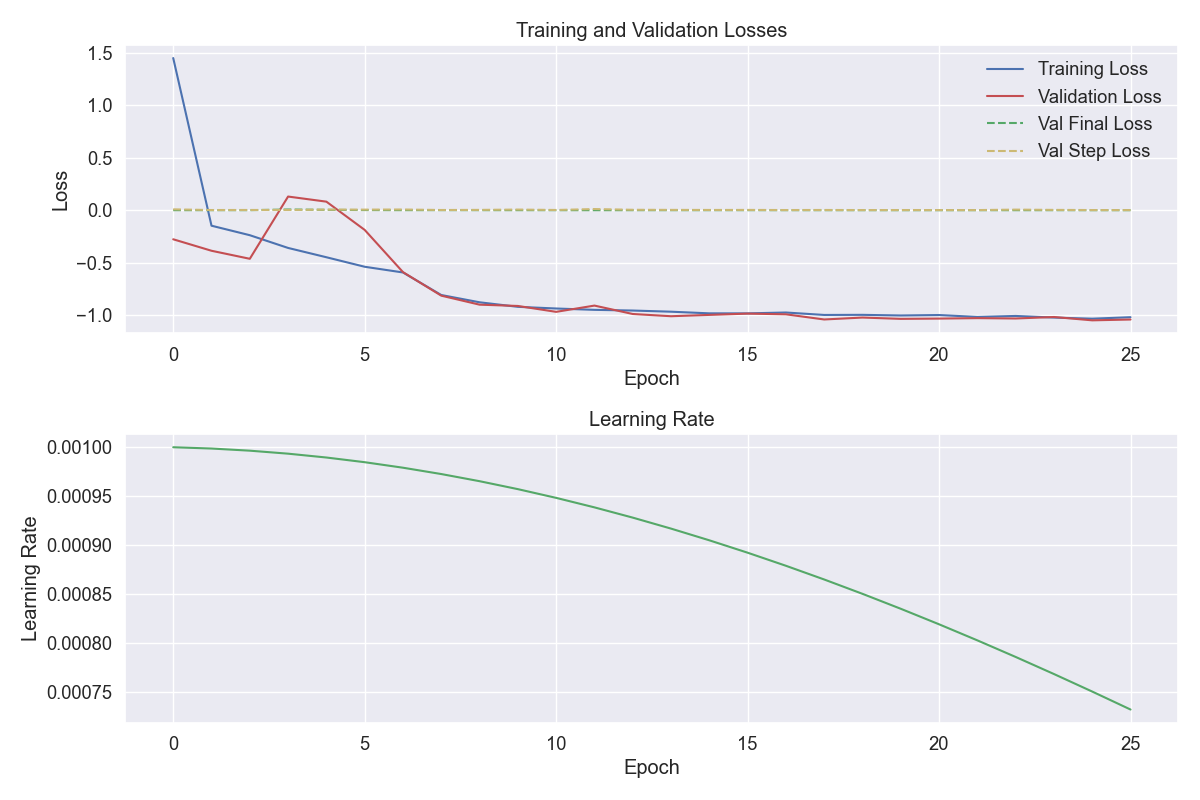 Training and Validation Losses
1.5
1.0
0.5
0.0
−0.5
−1.0
Loss
Training Loss
Validation Loss
Val Final Loss
Val Step Loss
0 5 10 15 20 25
Epoch
Learning Rate
0.00100
0.00095
0.00090
0.00085
0.00080
0.00075
Learning Rate
0 5 10 15 20 25
Epoch